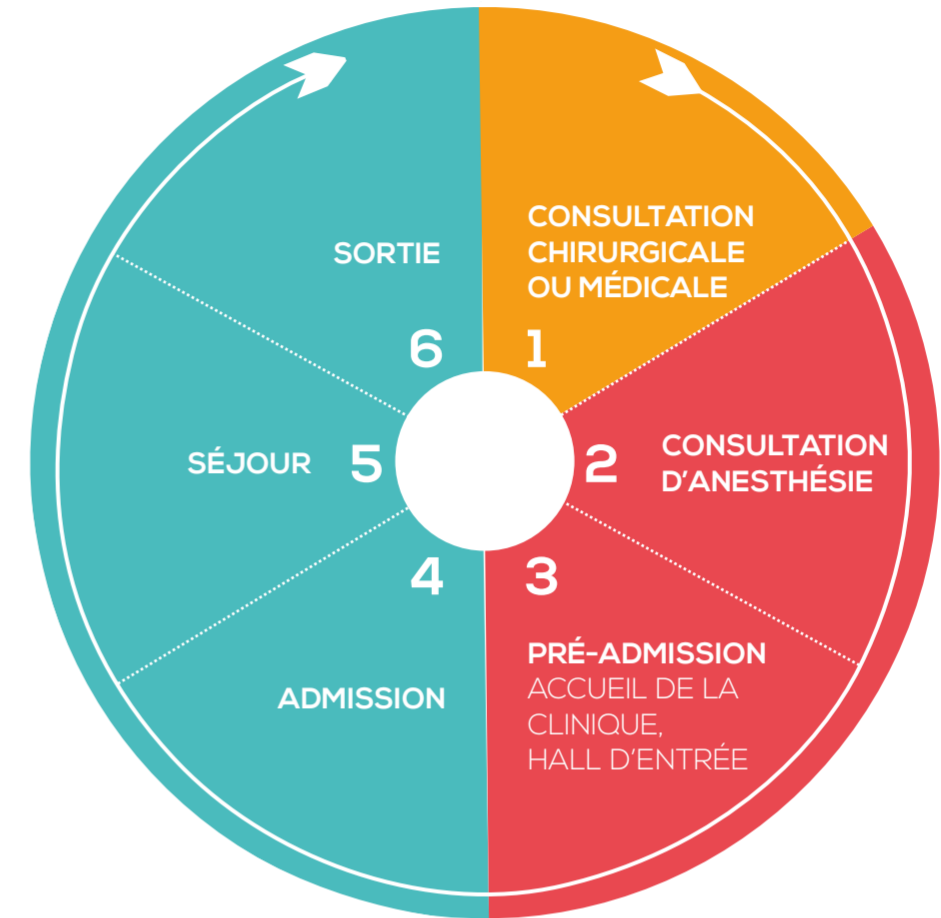 CONSULTATION
CHIRURGICALE
OU MÉDICALE
1
2
CONSULTATION
D'ANESTHÉSIE
3
PRÉ-ADMISSION
ACCUEIL DE LA
CLINIQUE,
HALL D'ENTRÉE
4
ADMISSION
SÉJOUR 5
SORTIE
6